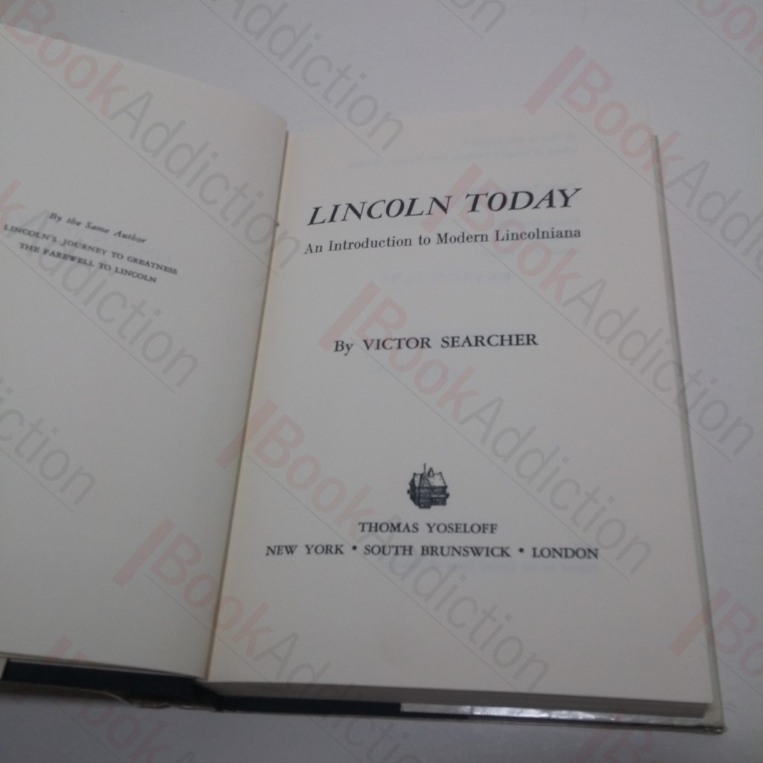 By the Same Author
LINCOLN'S JOURNEY TO GREATNESS
THE FAREWELL TO LINCOLN
LINCOLN TODAY
An Introduction to Modern Lincolniana
By VICTOR SEARCHER
THOMAS YOSELOFF
NEW YORK • SOUTH BRUNSWICK • LONDON
BookAddiction